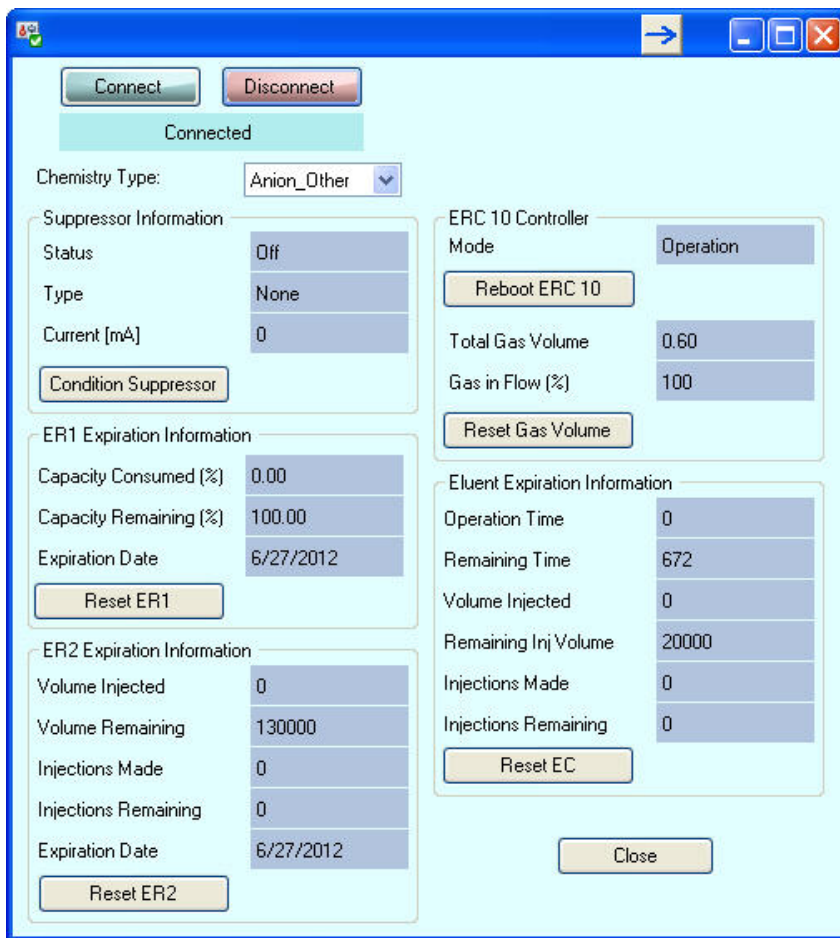 Connect Disconnect
Connected
Chemistry Type: Anion_Other
Suppressor Information
Status Off
Type None
Current [mA] 0
Condition Suppressor
ER1 Expiration Information
Capacity Consumed (%) 0.00
Capacity Remaining (%) 100.00
Expiration Date 6/27/2012
Reset ER1
ER2 Expiration Information
Volume Injected 0
Volume Remaining 130000
Injections Made 0
Injections Remaining 0
Expiration Date 6/27/2012
Reset ER2
ERC 10 Controller
Mode Operation
Reboot ERC 10
Total Gas Volume 0.60
Gas in Flow (%) 100
Reset Gas Volume
Eluent Expiration Information
Operation Time 0
Remaining Time 672
Volume Injected 0
Remaining Inj Volume 20000
Injections Made 0
Injections Remaining 0
Reset EC
Close